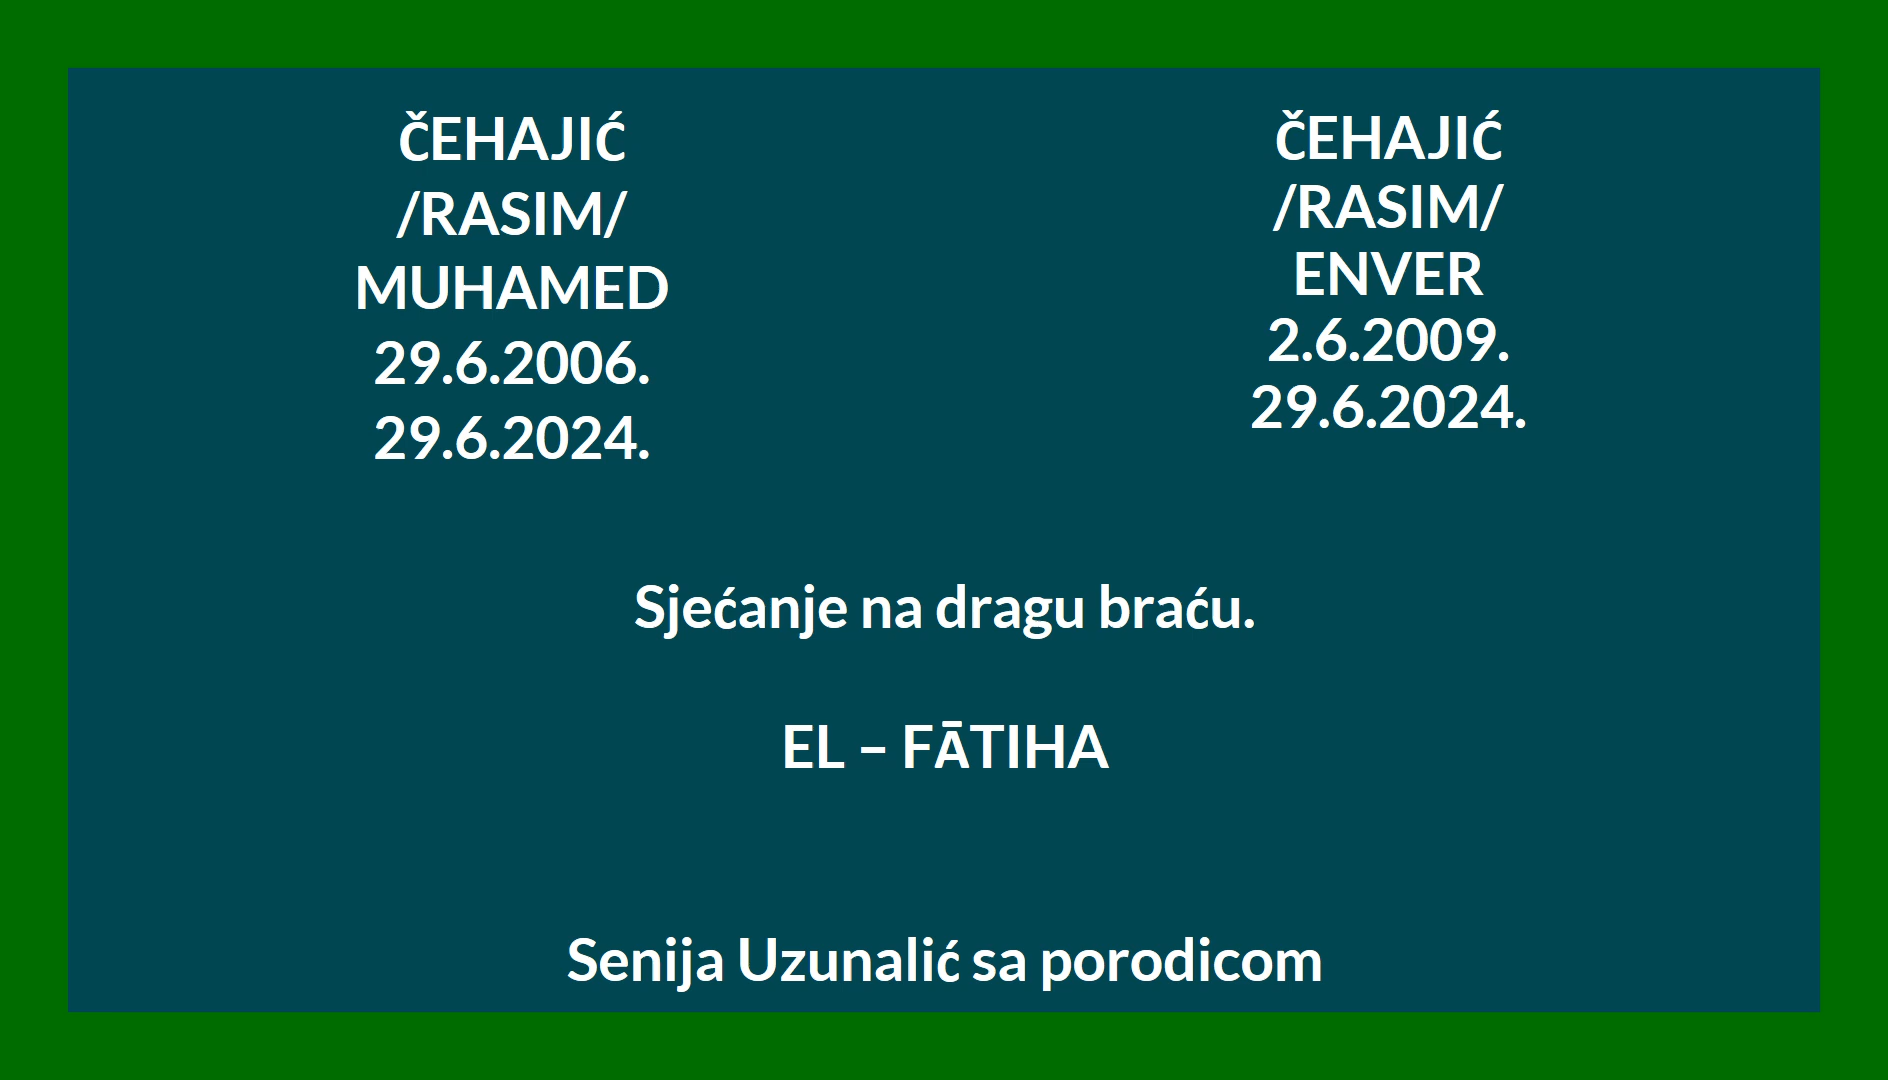 ČEHAJIĆ
/RASIM/
MUHAMED
29.6.2006.
29.6.2024.
ČEHAJIĆ
/RASIM/
ENVER
2.6.2009.
29.6.2024.
Sjećanje na dragu braću.
EL – FĀTIHA
Senija Uzunalić sa porodicom